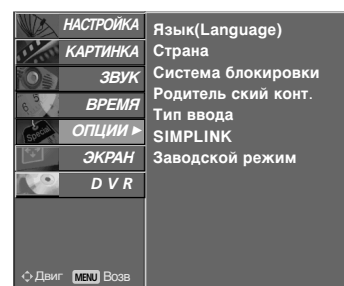 НАСТРОЙКА
КАРТИНКА
ЗВУК
ВРЕМЯ
ОПЦИИ ►
ЭКРАН
D V R
Язык(Language)
Страна
Система блокировки
Родитель ский конт.
Тип ввода
SIMPLINK
Заводской режим
Special
Двиг MENU Возв